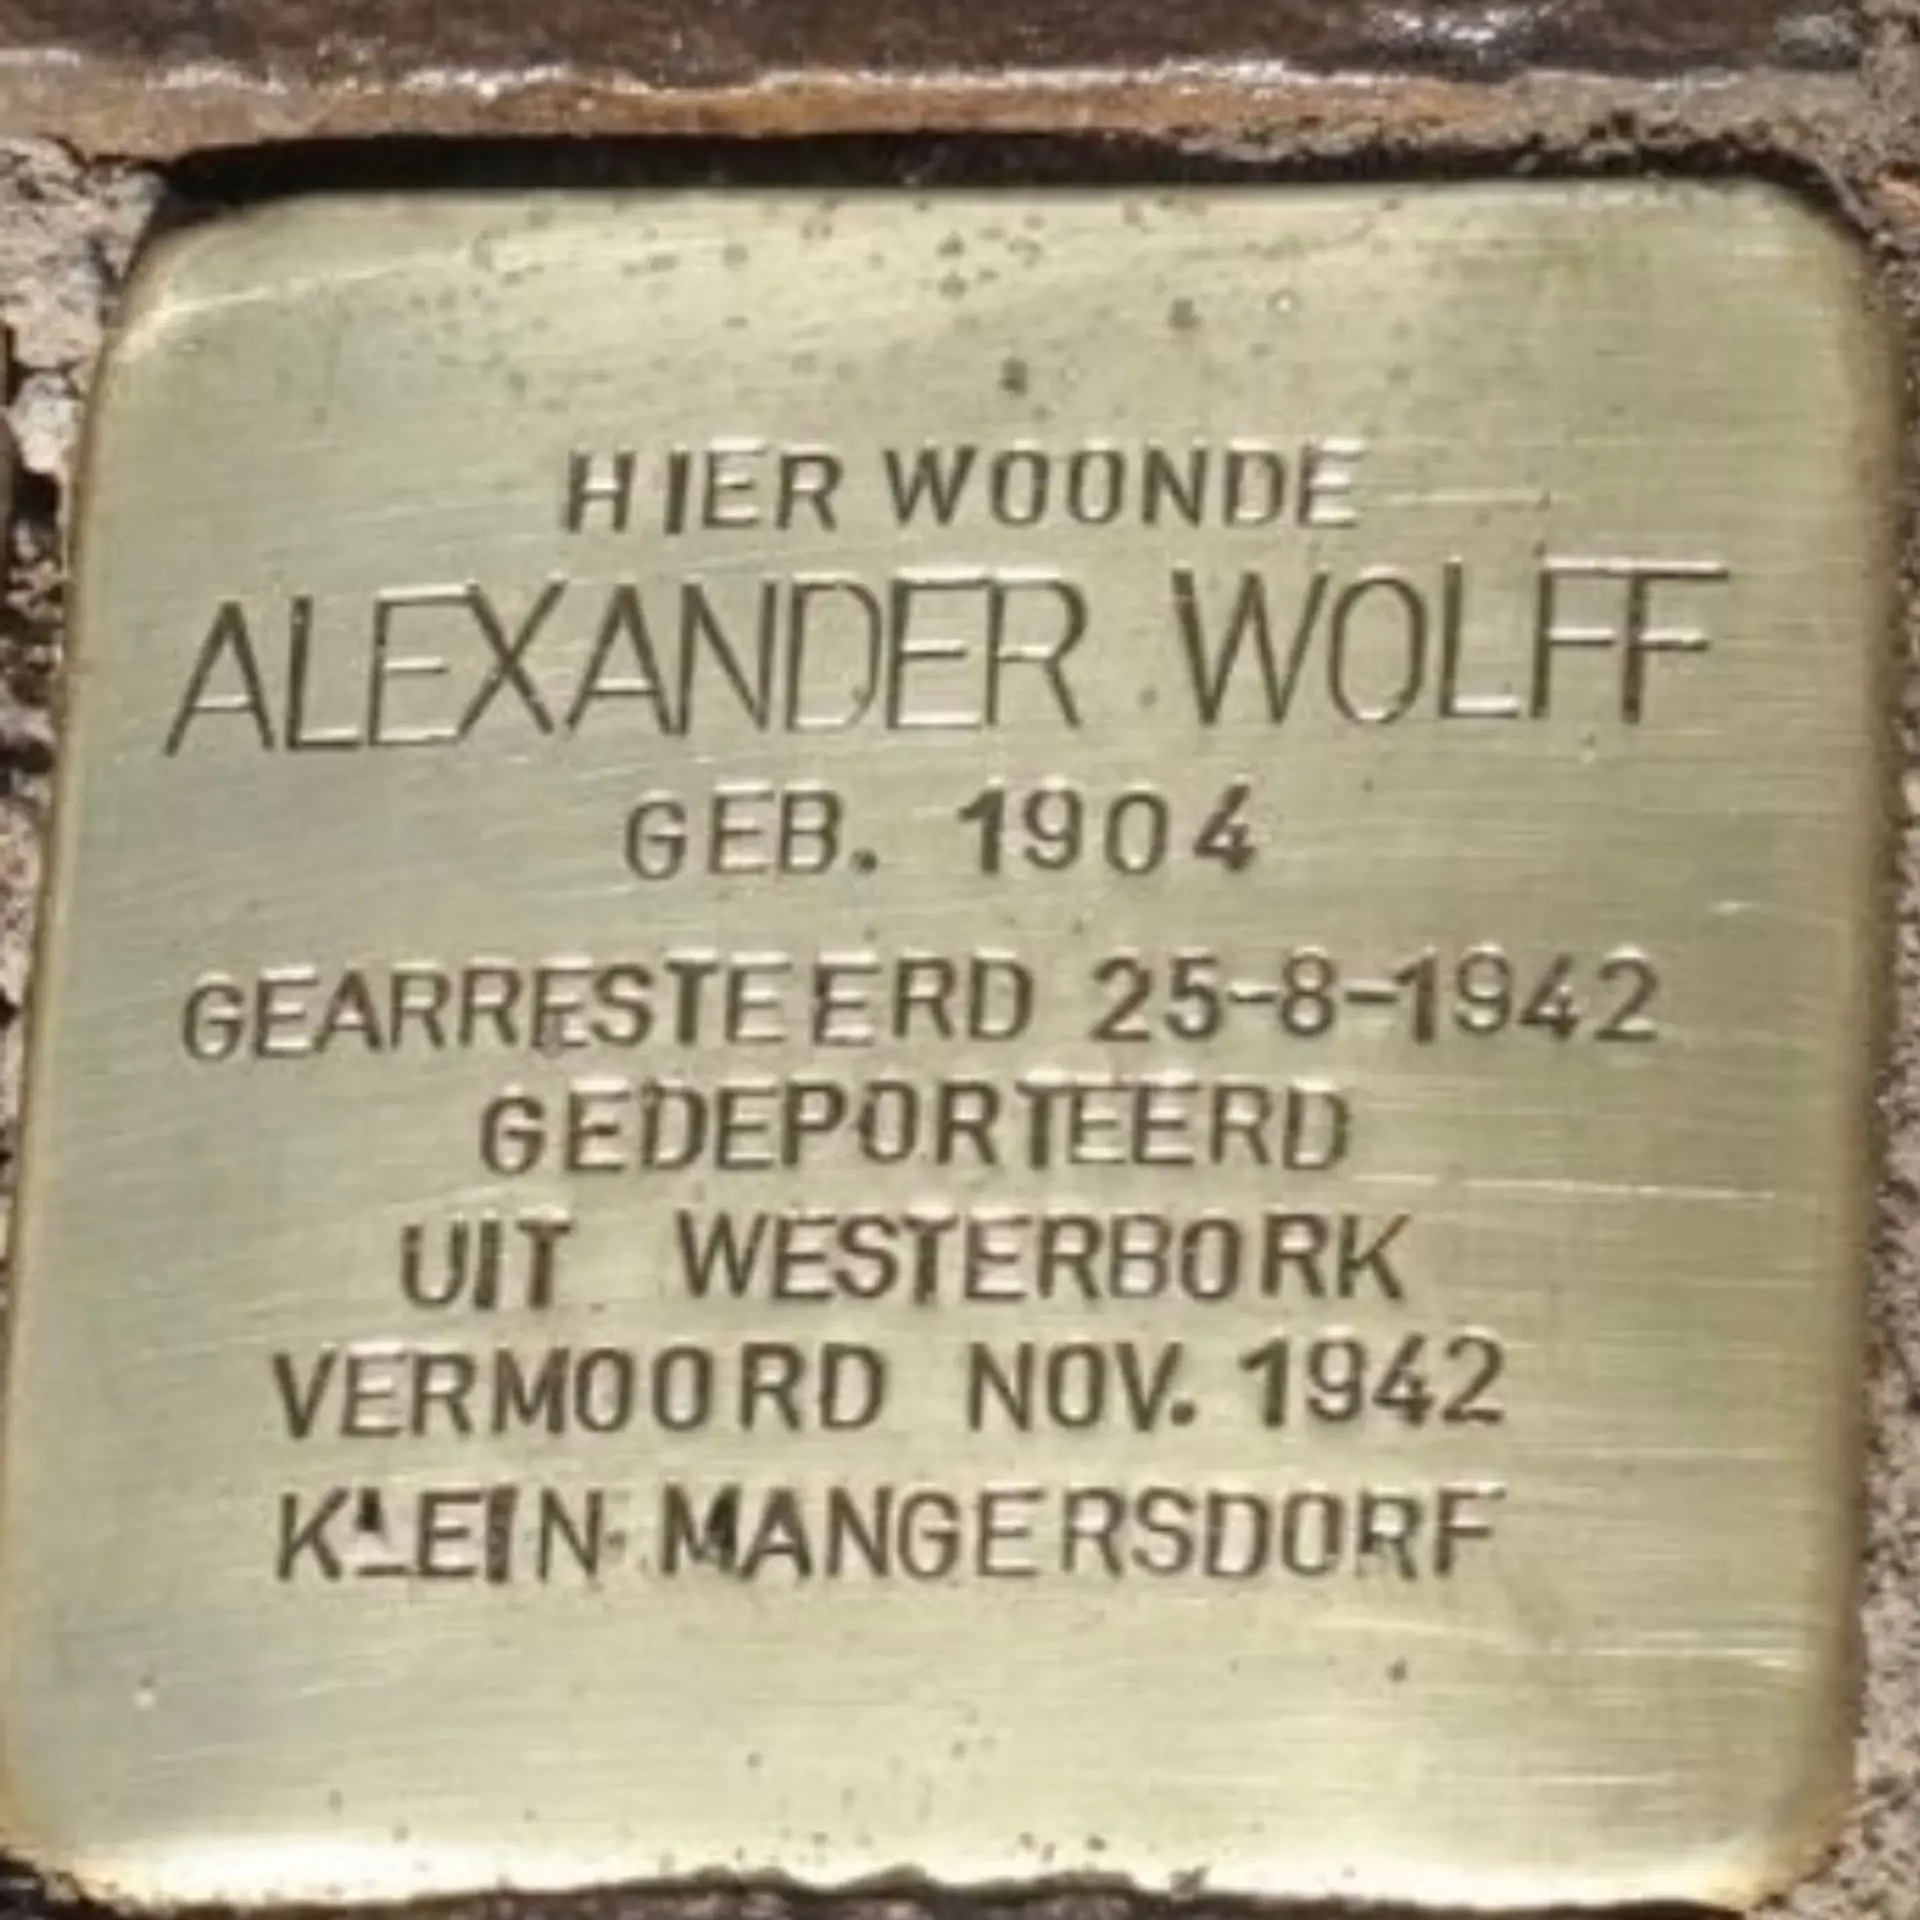 HIER WOONDE
ALEXANDER WOLFF
GEB. 1904
GEARRESTEERD 25-8-1942
GEDEPORTEERD
UIT WESTERBORK
VERMOORD NOV. 1942
KLEIN MANGERSDORF